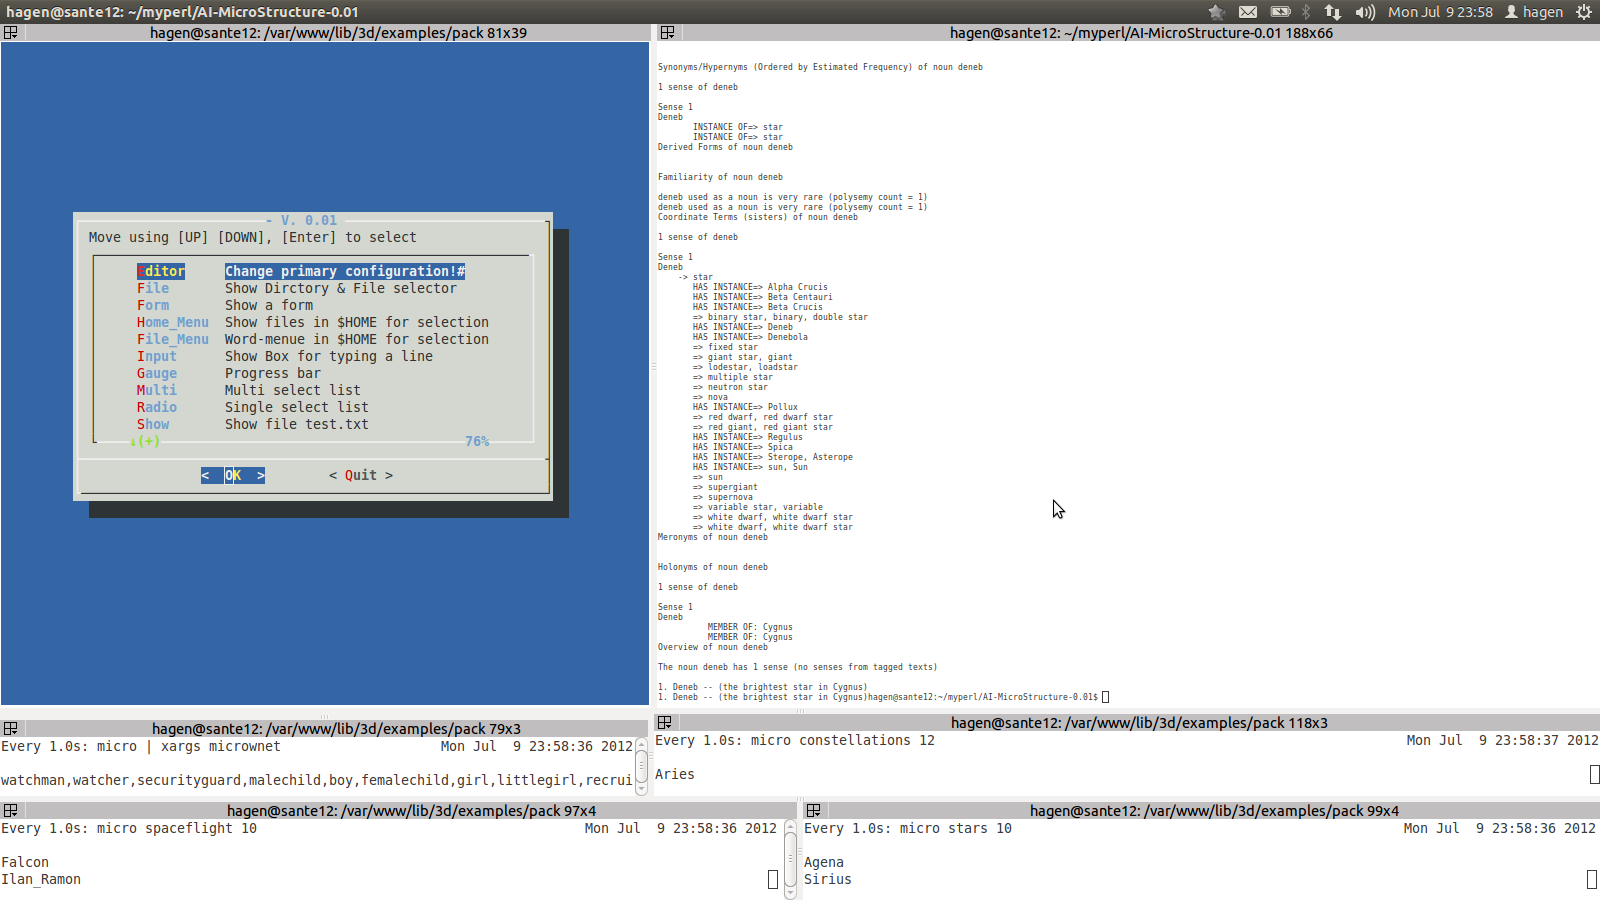 hagen@sante12: ~/myperl/AI-MicroStructure-0.01
Mon Jul 9 23:58 hagen
hagen@sante12: /var/www/lib/3d/examples/pack 81x39
- V. 0.01
Move using [UP] [DOWN], [Enter] to select
Editor Change primary configuration!#
File Show Dirctory & File selector
Form Show a form
Home_Menu Show files in $HOME for selection
File_Menu Word-menue in $HOME for selection
Input Show Box for typing a line
Gauge Progress bar
Multi Multi select list
Radio Single select list
Show Show file test.txt
↓(+) 76%
< OK > < Quit >
hagen@sante12: ~/myperl/AI-MicroStructure-0.01 188x66
Synonyms/Hypernyms (Ordered by Estimated Frequency) of noun deneb
1 sense of deneb
Sense 1
Deneb
INSTANCE OF=> star
INSTANCE OF=> star
Derived Forms of noun deneb
Familiarity of noun deneb
deneb used as a noun is very rare (polysemy count = 1)
deneb used as a noun is very rare (polysemy count = 1)
Coordinate Terms (sisters) of noun deneb
1 sense of deneb
Sense 1
Deneb
-> star
HAS INSTANCE=> Alpha Crucis
HAS INSTANCE=> Beta Centauri
HAS INSTANCE=> Beta Crucis
=> binary star, binary, double star
HAS INSTANCE=> Deneb
HAS INSTANCE=> Denebola
=> fixed star
=> giant star, giant
=> lodestar, loadstar
=> multiple star
=> neutron star
=> nova
HAS INSTANCE=> Pollux
=> red dwarf, red dwarf star
=> red giant, red giant star
HAS INSTANCE=> Regulus
HAS INSTANCE=> Spica
HAS INSTANCE=> Sterope, Asterope
HAS INSTANCE=> sun, Sun
=> sun
=> supergiant
=> supernova
=> variable star, variable
=> white dwarf, white dwarf star
=> white dwarf, white dwarf star
Meronyms of noun deneb
Holonyms of noun deneb
1 sense of deneb
Sense 1
Deneb
MEMBER OF: Cygnus
MEMBER OF: Cygnus
Overview of noun deneb
The noun deneb has 1 sense (no senses from tagged texts)
1. Deneb -- (the brightest star in Cygnus)
1. Deneb -- (the brightest star in Cygnus)hagen@sante12:~/myperl/AI-MicroStructure-0.01$
hagen@sante12: /var/www/lib/3d/examples/pack 79x3
Every 1.0s: micro | xargs micrownet Mon Jul 9 23:58:36 2012
watchman,watcher,securityguard,malechild,boy,femalechild,girl,littlegirl,recrui
hagen@sante12: /var/www/lib/3d/examples/pack 118x3
Every 1.0s: micro constellations 12 Mon Jul 9 23:58:37 2012
Aries
hagen@sante12: /var/www/lib/3d/examples/pack 97x4
Every 1.0s: micro spaceflight 10 Mon Jul 9 23:58:36 2012
Falcon
Ilan_Ramon
hagen@sante12: /var/www/lib/3d/examples/pack 99x4
Every 1.0s: micro stars 10 Mon Jul 9 23:58:36 2012
Agena
Sirius